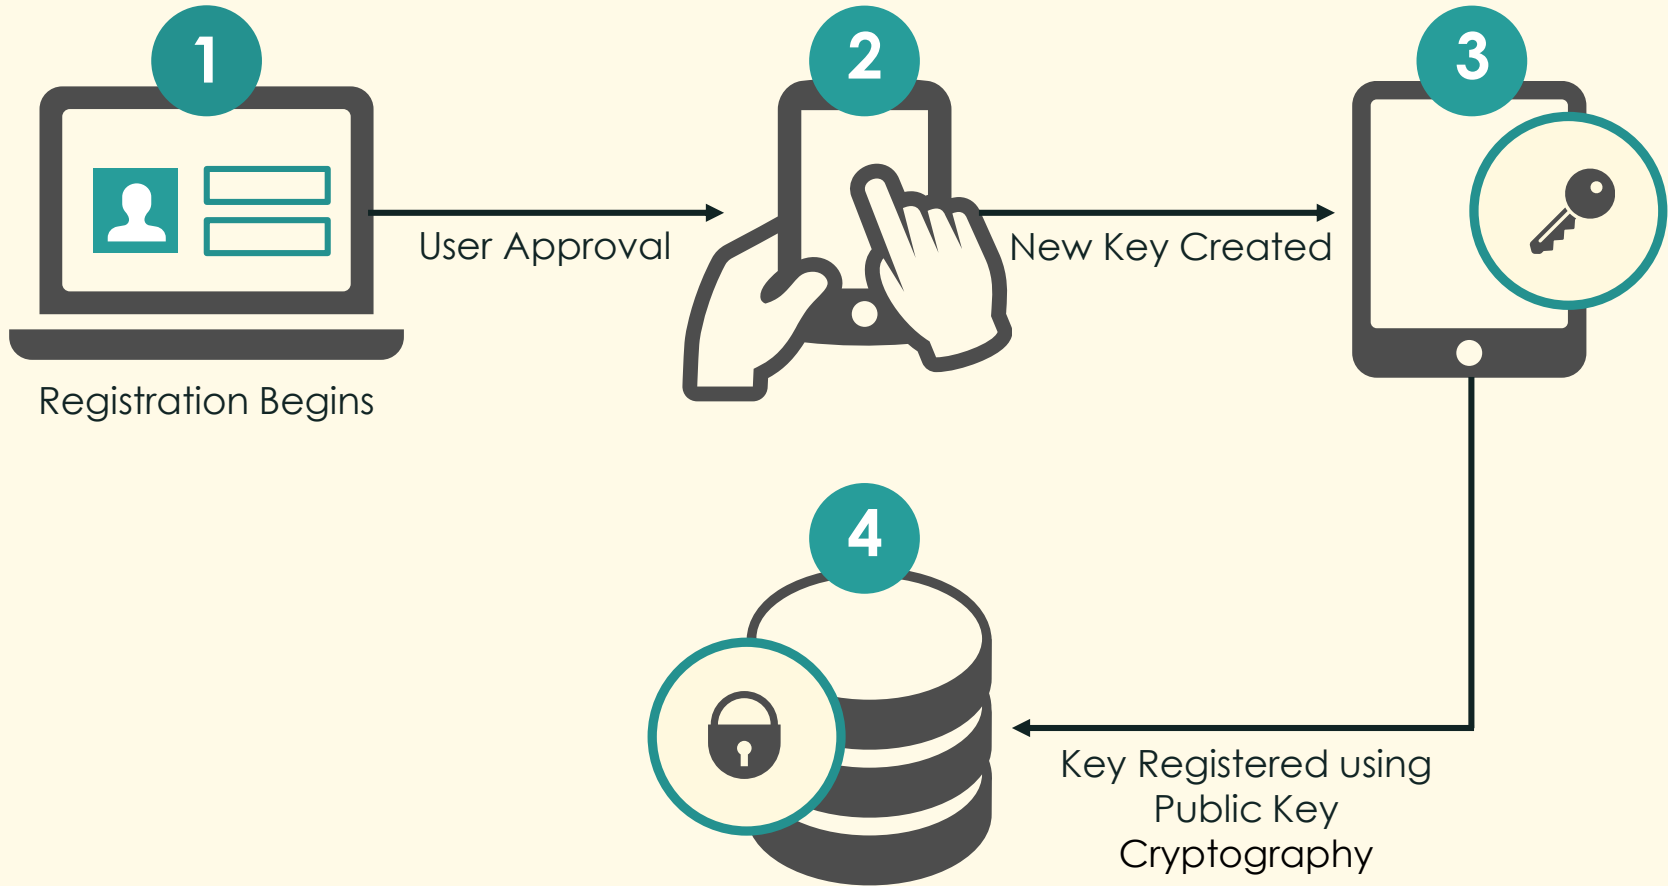 1
2
3
User Approval
New Key Created
Registration Begins
4
Key Registered using
Public Key
Cryptography